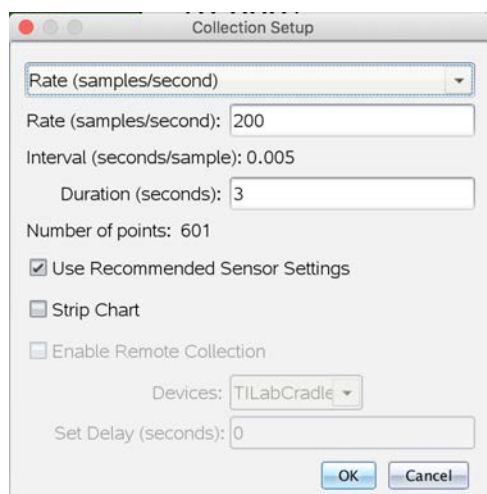 Collection Setup
Rate (samples/second)
Rate (samples/second): 200
Interval (seconds/sample): 0.005
Duration (seconds): 3
Number of points: 601
Use Recommended Sensor Settings
Strip Chart
Enable Remote Collection
Devices: TILabCradle
Set Delay (seconds): 0
OK Cancel